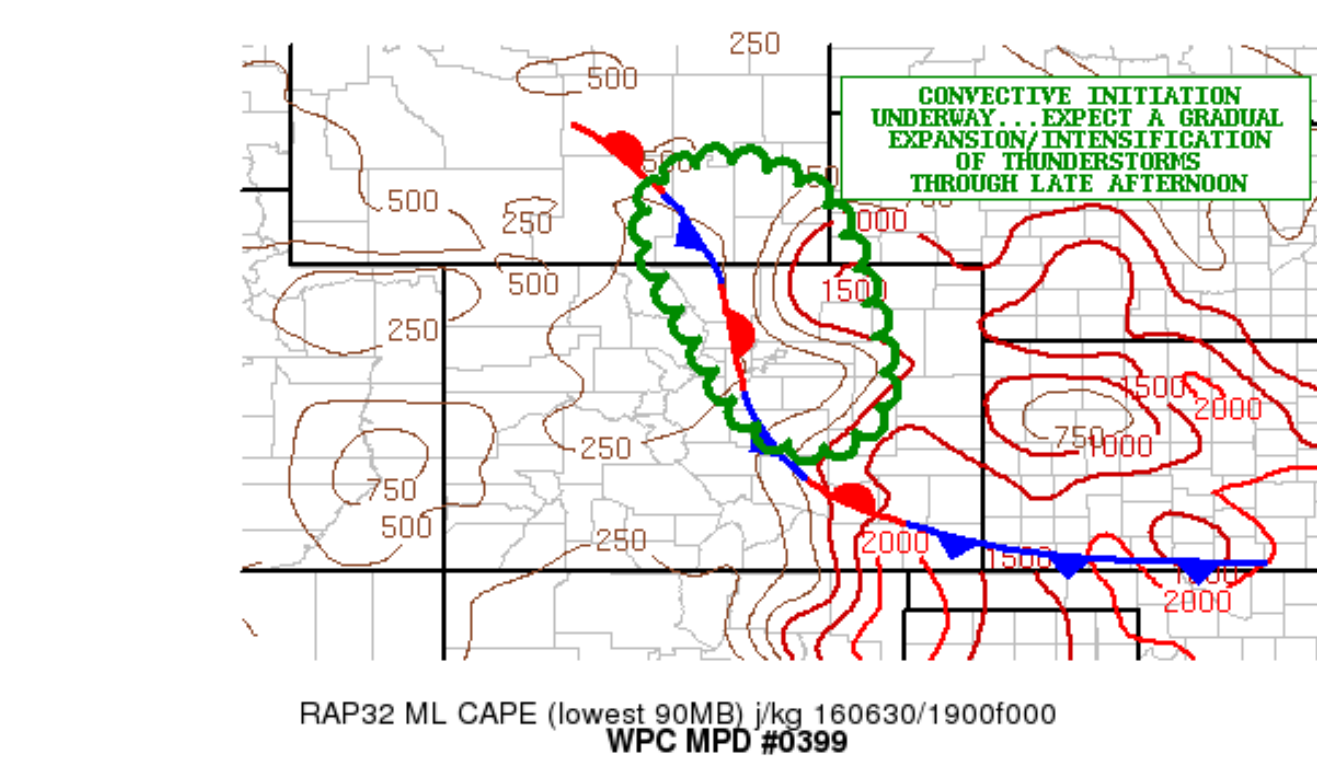 250
500
CONVECTIVE INITIATION
UNDERWAY...EXPECT A GRADUAL
EXPANSION/INTENSIFICATION
OF THUNDERSTORMS
THROUGH LATE AFTERNOON
500
250
500
250
1500
1500
2000
750
1000
250
750
500
250
2000
1500
2000
RAP32 ML CAPE (lowest 90MB) j/kg 160630/1900f000
WPC MPD #0399